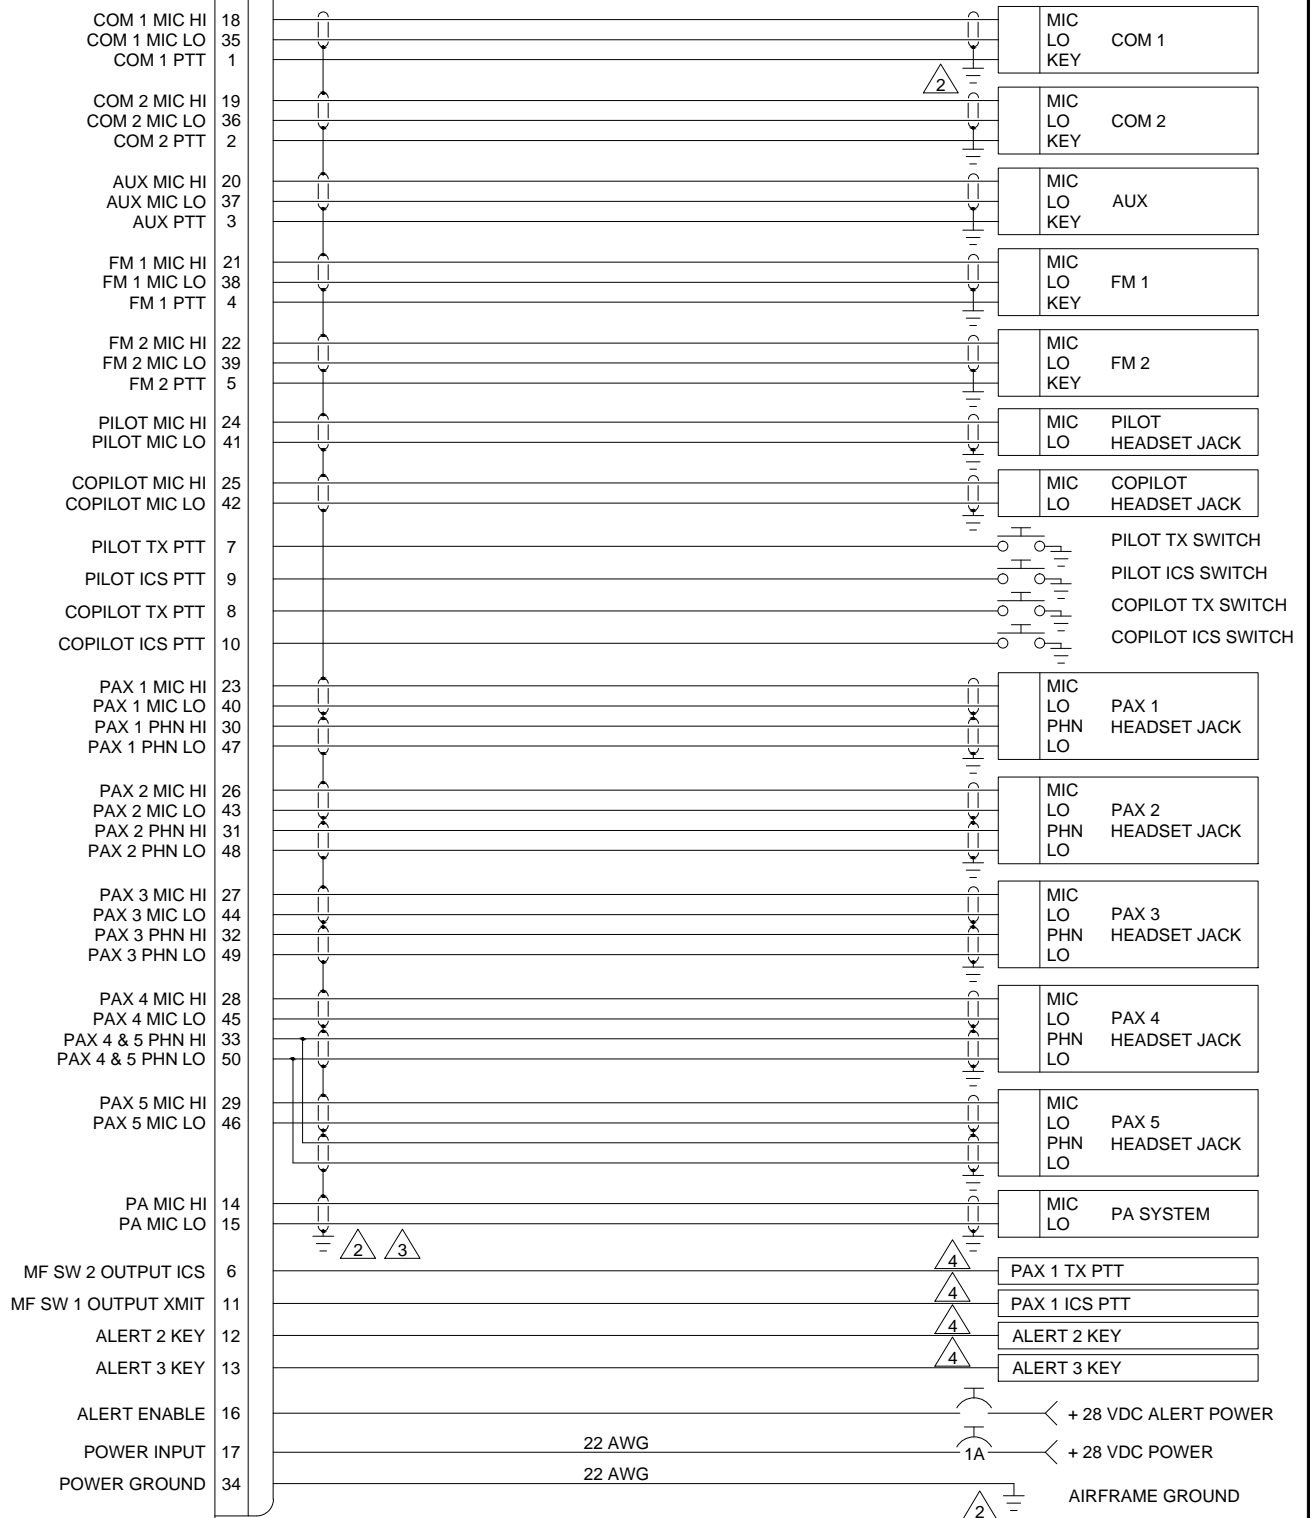 COM 1 MIC HI 18 MIC
COM 1 MIC LO 35 LO COM 1
COM 1 PTT 1 KEY
2
COM 2 MIC HI 19 MIC
COM 2 MIC LO 36 LO COM 2
COM 2 PTT 2 KEY
AUX MIC HI 20 MIC
AUX MIC LO 37 LO AUX
AUX PTT 3 KEY
FM 1 MIC HI 21 MIC
FM 1 MIC LO 38 LO FM 1
FM 1 PTT 4 KEY
FM 2 MIC HI 22 MIC
FM 2 MIC LO 39 LO FM 2
FM 2 PTT 5 KEY
PILOT MIC HI 24 MIC PILOT
PILOT MIC LO 41 LO HEADSET JACK
COPILOT MIC HI 25 MIC COPILOT
COPILOT MIC LO 42 LO HEADSET JACK
PILOT TX PTT 7 PILOT TX SWITCH
PILOT ICS PTT 9 PILOT ICS SWITCH
COPILOT TX PTT 8 COPILOT TX SWITCH
COPILOT ICS PTT 10 COPILOT ICS SWITCH
PAX 1 MIC HI 23 MIC
PAX 1 MIC LO 40 LO PAX 1
PAX 1 PHN HI 30 PHN HEADSET JACK
PAX 1 PHN LO 47 LO
PAX 2 MIC HI 26 MIC
PAX 2 MIC LO 43 LO PAX 2
PAX 2 PHN HI 31 PHN HEADSET JACK
PAX 2 PHN LO 48 LO
PAX 3 MIC HI 27 MIC
PAX 3 MIC LO 44 LO PAX 3
PAX 3 PHN HI 32 PHN HEADSET JACK
PAX 3 PHN LO 49 LO
PAX 4 MIC HI 28 MIC
PAX 4 MIC LO 45 LO PAX 4
PAX 4 & 5 PHN HI 33 PHN HEADSET JACK
PAX 4 & 5 PHN LO 50 LO
PAX 5 MIC HI 29 MIC
PAX 5 MIC LO 46 LO PAX 5
PHN HEADSET JACK
LO
PA MIC HI 14 MIC PA SYSTEM
PA MIC LO 15 LO
2 3
MF SW 2 OUTPUT ICS 6 4 PAX 1 TX PTT
MF SW 1 OUTPUT XMIT 11 4 PAX 1 ICS PTT
ALERT 2 KEY 12 4 ALERT 2 KEY
ALERT 3 KEY 13 4 ALERT 3 KEY
ALERT ENABLE 16 + 28 VDC ALERT POWER
POWER INPUT 17 22 AWG 1A + 28 VDC POWER
POWER GROUND 34 22 AWG AIRFRAME GROUND
2